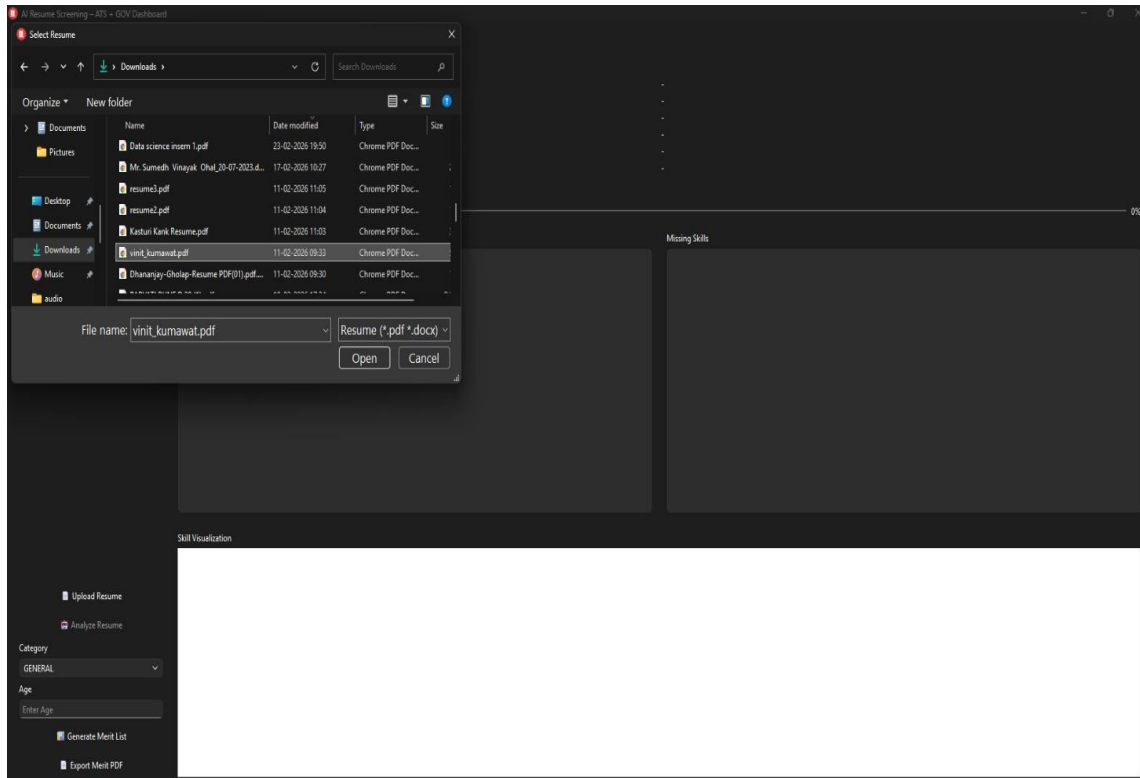 AI Resume Screening – ATS + GOV Dashboard
Select Resume
Downloads
Search Downloads
Organize New folder
Name Date modified Type Size
Documents
Pictures
Desktop
Documents
Downloads
Music
audio
Data science insem 1.pdf 23-02-2026 19:50 Chrome PDF Doc...
Mr. Sumedh Vinayak Ohal_20-07-2023.d... 17-02-2026 10:27 Chrome PDF Doc...
resume3.pdf 11-02-2026 11:05 Chrome PDF Doc...
resume2.pdf 11-02-2026 11:04 Chrome PDF Doc...
Kasturi Kank Resume.pdf 11-02-2026 11:03 Chrome PDF Doc...
vinit_kumawat.pdf 11-02-2026 09:33 Chrome PDF Doc...
Dhananjay-Gholap-Resume PDF(01).pdf.... 11-02-2026 09:30 Chrome PDF Doc...
File name: vinit_kumawat.pdf Resume (*.pdf *.docx)
Open Cancel
-
-
-
-
-
-
0%
Missing Skills
Skill Visualization
Upload Resume
Analyze Resume
Category
GENERAL
Age
Enter Age
Generate Merit List
Export Merit PDF